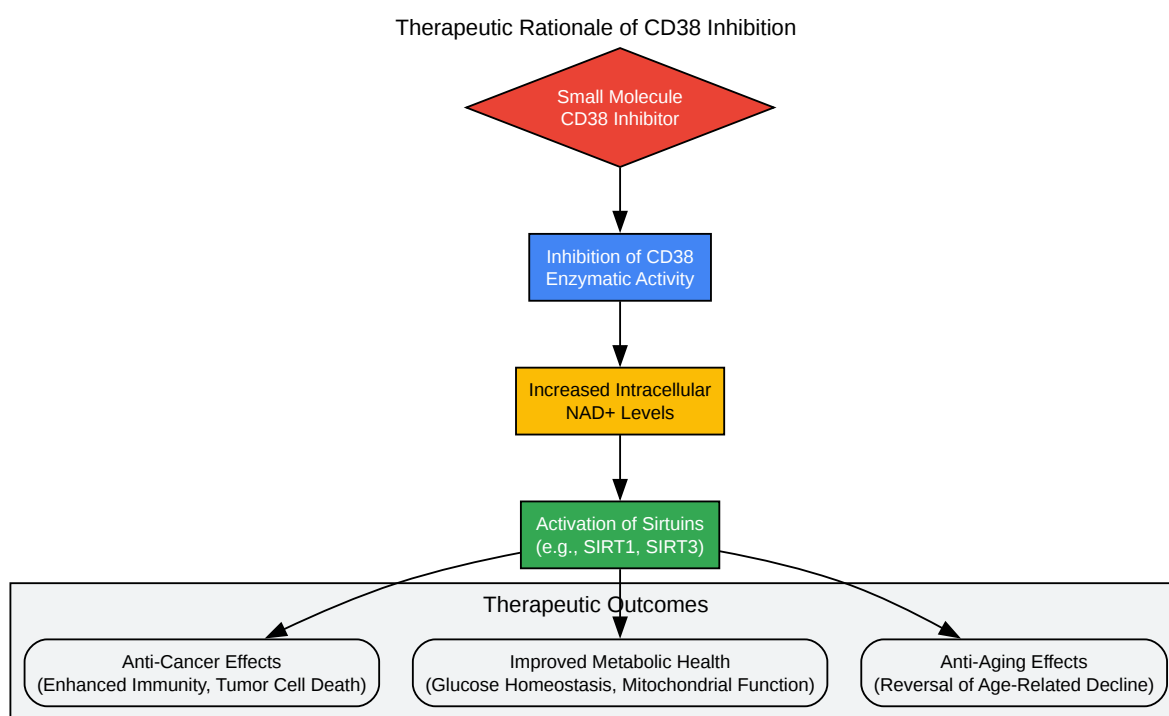 Therapeutic Rationale of CD38 Inhibition
Small Molecule
CD38 Inhibitor
Inhibition of CD38
Enzymatic Activity
Increased Intracellular
NAD+ Levels
Activation of Sirtuins
(e.g., SIRT1, SIRT3)
Therapeutic Outcomes
Anti-Cancer Effects
(Enhanced Immunity, Tumor Cell Death)
Improved Metabolic Health
(Glucose Homeostasis, Mitochondrial Function)
Anti-Aging Effects
(Reversal of Age-Related Decline)